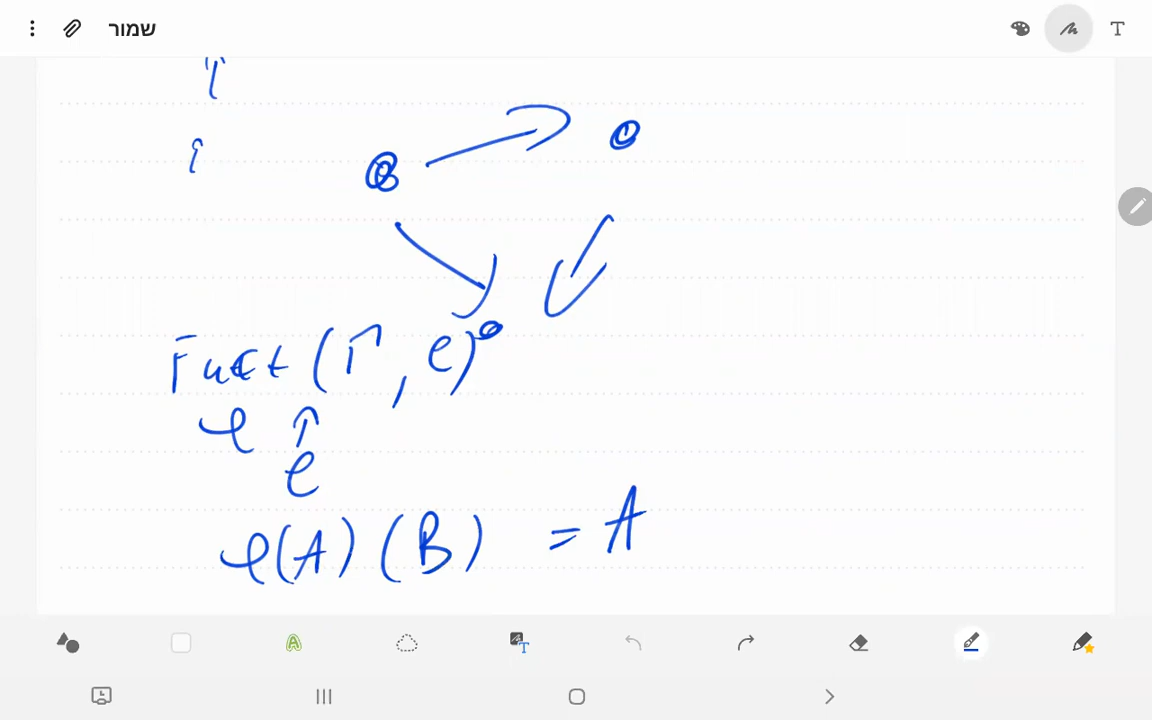 שמור
T
Γ
i
Funct (Γ, e)°
φ ↑
e
φ(A)(B) = A